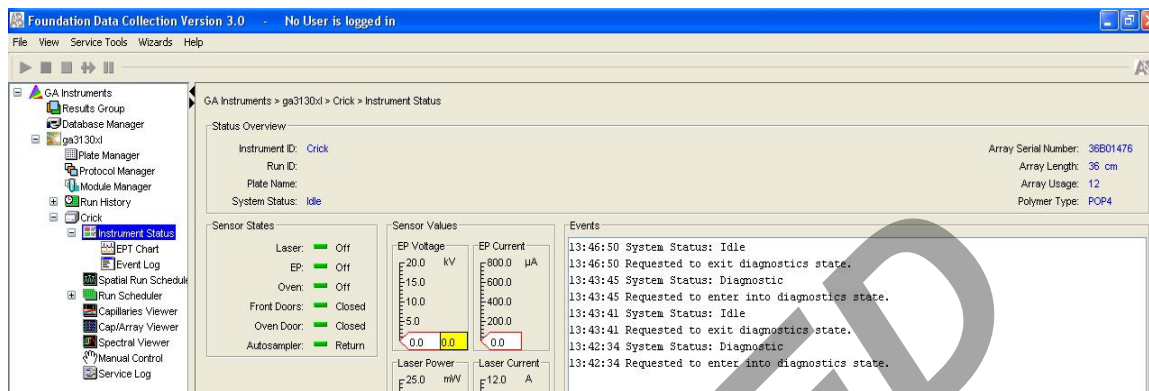 Foundation Data Collection Version 3.0 - No User is logged in
File View Service Tools Wizards Help
GA Instruments
Results Group
Database Manager
ga3130xl
Plate Manager
Protocol Manager
Module Manager
Run History
Crick
Instrument Status
EPT Chart
Event Log
Spatial Run Schedule
Run Scheduler
Capillaries Viewer
Cap/Array Viewer
Spectral Viewer
Manual Control
Service Log
GA Instruments > ga3130xl > Crick > Instrument Status
Status Overview
Instrument ID: Crick
Run ID:
Plate Name:
System Status: Idle
Array Serial Number: 36B01476
Array Length: 36 cm
Array Usage: 12
Polymer Type: POP4
Sensor States
Laser: Off
EP: Off
Oven: Off
Front Doors: Closed
Oven Door: Closed
Autosampler: Return
Sensor Values
EP Voltage
20.0 kV
15.0
10.0
5.0
0.0 0.0
EP Current
800.0 µA
600.0
400.0
200.0
0.0
Laser Power
25.0 mW
Laser Current
12.0 A
Events
13:46:50 System Status: Idle
13:46:50 Requested to exit diagnostics state.
13:43:45 System Status: Diagnostic
13:43:45 Requested to enter into diagnostics state.
13:43:41 System Status: Idle
13:43:41 Requested to exit diagnostics state.
13:42:34 System Status: Diagnostic
13:42:34 Requested to enter into diagnostics state.